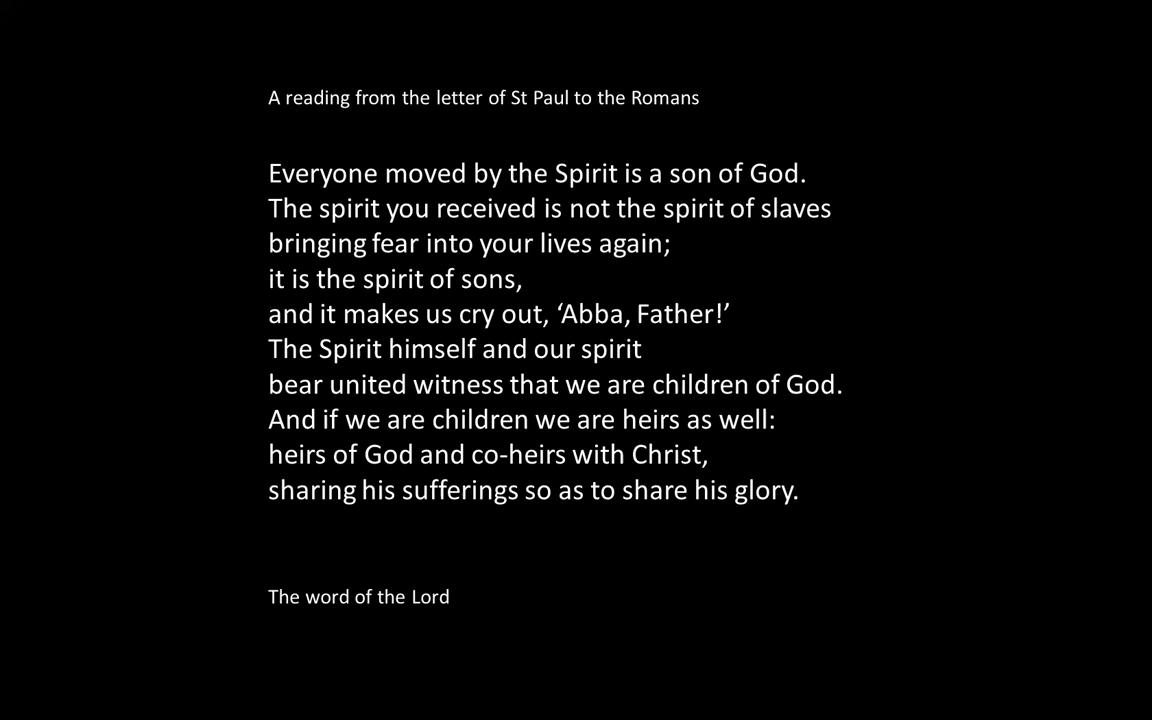 A reading from the letter of St Paul to the Romans
Everyone moved by the Spirit is a son of God.
The spirit you received is not the spirit of slaves
bringing fear into your lives again;
it is the spirit of sons,
and it makes us cry out, ‘Abba, Father!’
The Spirit himself and our spirit
bear united witness that we are children of God.
And if we are children we are heirs as well:
heirs of God and co-heirs with Christ,
sharing his sufferings so as to share his glory.
The word of the Lord